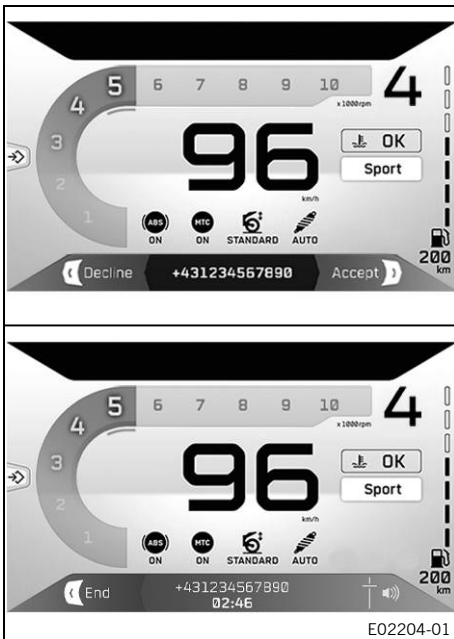 5 6 7 8 9 10 4
4 x1000rpm
3 96 OK
2 Sport
1 km/h
ABS MTC
ON ON STANDARD AUTO
200
km
Decline +431234567890 Accept
5 6 7 8 9 10 4
4 x1000rpm
3 96 OK
2 Sport
1 km/h
ABS MTC
ON ON STANDARD AUTO
200
km
End +431234567890
02:46
E02204-01